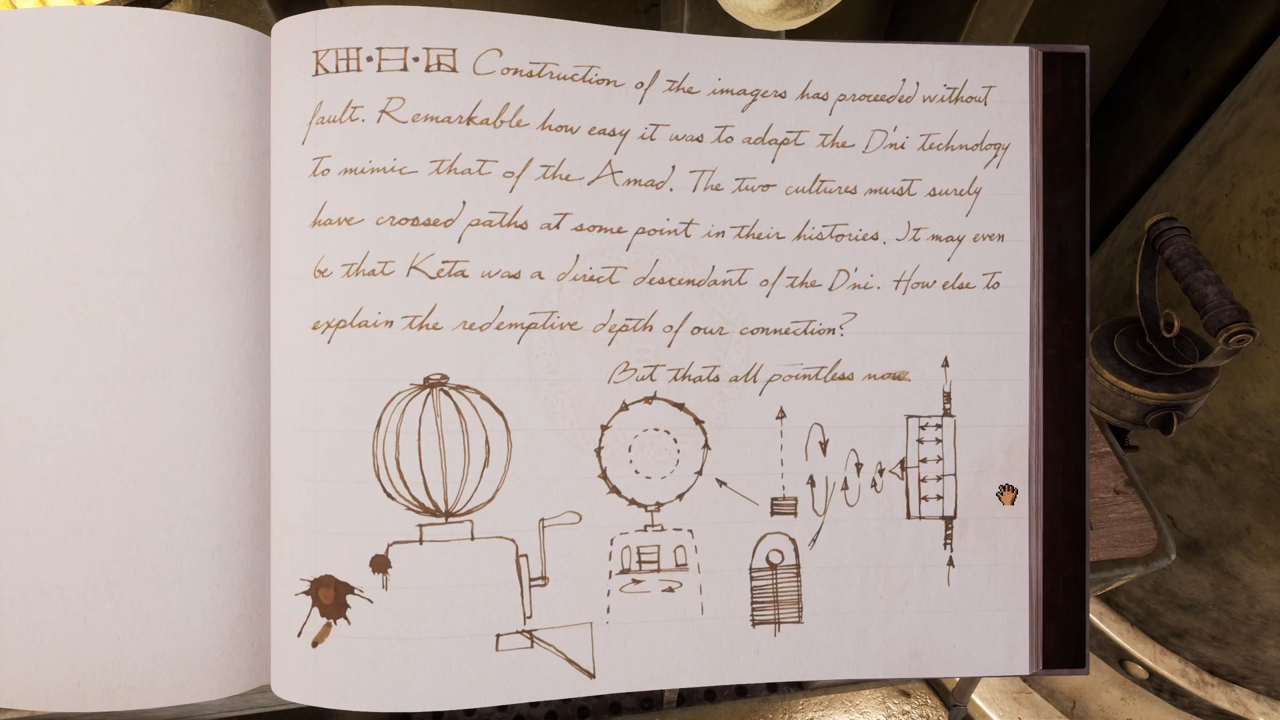 Construction of the imagers has proceeded without
fault. Remarkable how easy it was to adapt the D'ni technology
to mimic that of the Amad. The two cultures must surely
have crossed paths at some point in their histories. It may even
be that Keta was a direct descendant of the D'ni. How else to
explain the redemptive depth of our connection?
But thats all pointless now.